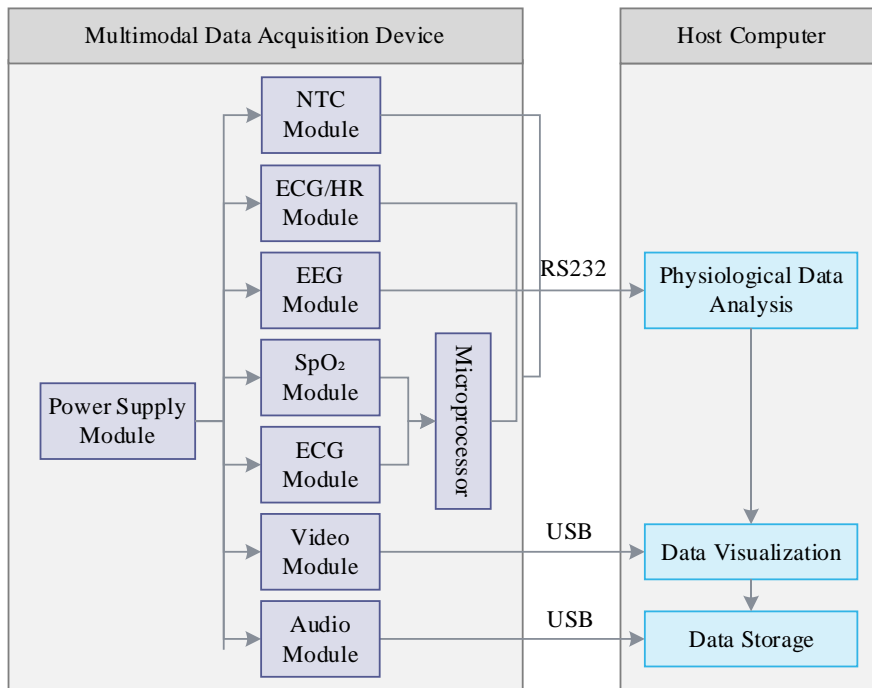 Multimodal Data Acquisition Device
Host Computer
NTC
Module
ECG/HR
Module
EEG
Module
RS232
Physiological Data
Analysis
SpO₂
Module
Microprocessor
Power Supply
Module
ECG
Module
Video
Module
USB
Data Visualization
Audio
Module
USB
Data Storage